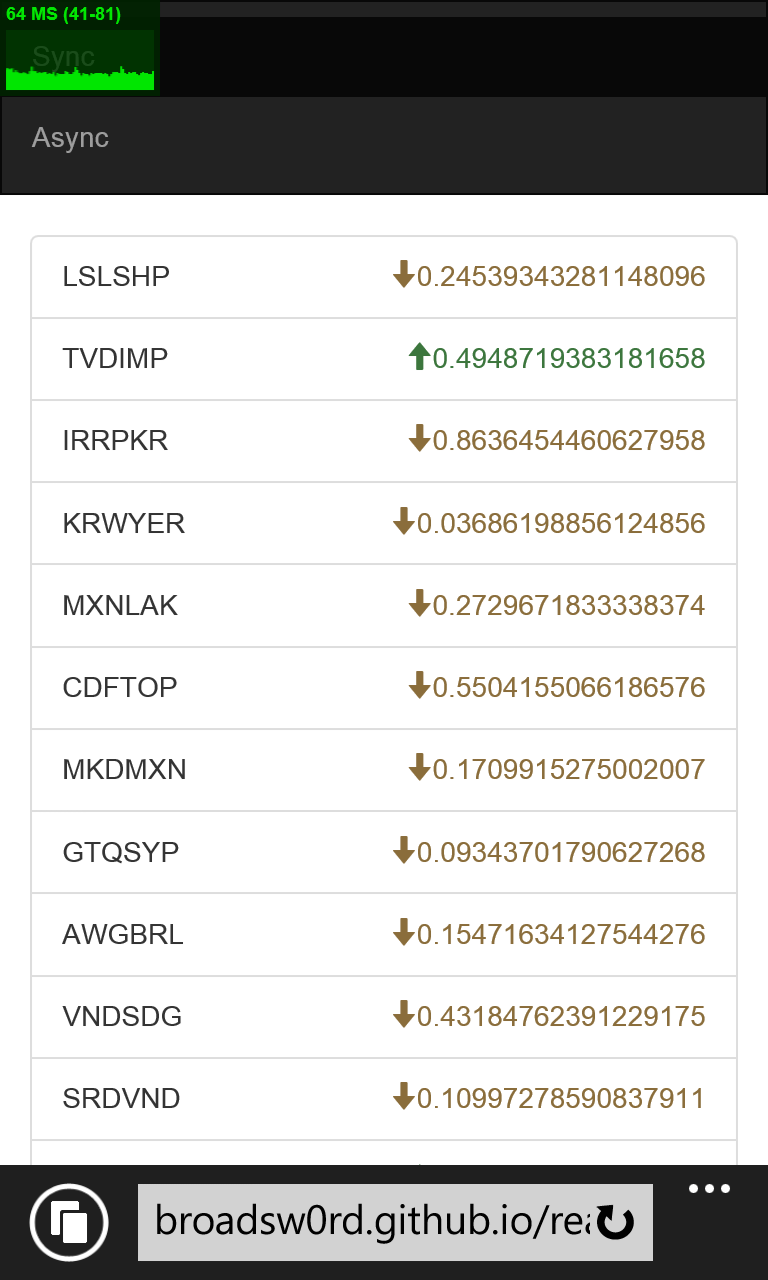 64 MS (41-81)
Sync
Async
LSLSHP 0.24539343281148096
TVDIMP 0.4948719383181658
IRRPKR 0.8636454460627958
KRWYER 0.03686198856124856
MXNLAK 0.2729671833338374
CDFTOP 0.5504155066186576
MKDMXN 0.1709915275002007
GTQSYP 0.09343701790627268
AWGBRL 0.15471634127544276
VNDSDG 0.43184762391229175
SRDVND 0.10997278590837911
broadsw0rd.github.io/rea